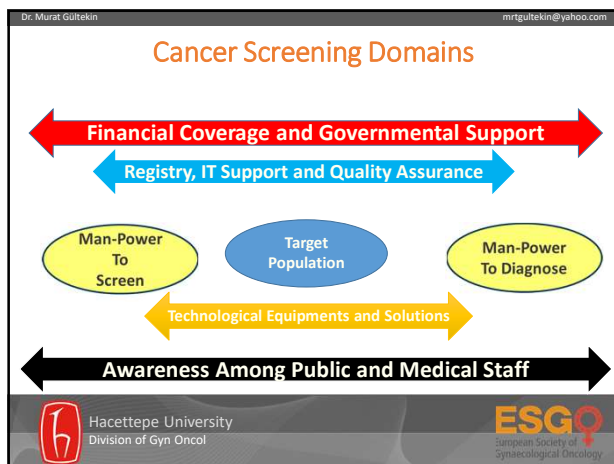 Dr. Murat Gültekin
mrtgultekin@yahoo.com
Cancer Screening Domains
Financial Coverage and Governmental Support
Registry, IT Support and Quality Assurance
Man-Power
To
Screen
Target
Population
Man-Power
To Diagnose
Technological Equipments and Solutions
Awareness Among Public and Medical Staff
Hacettepe University
Division of Gyn Oncol
ESGO
European Society of
Gynaecological Oncology